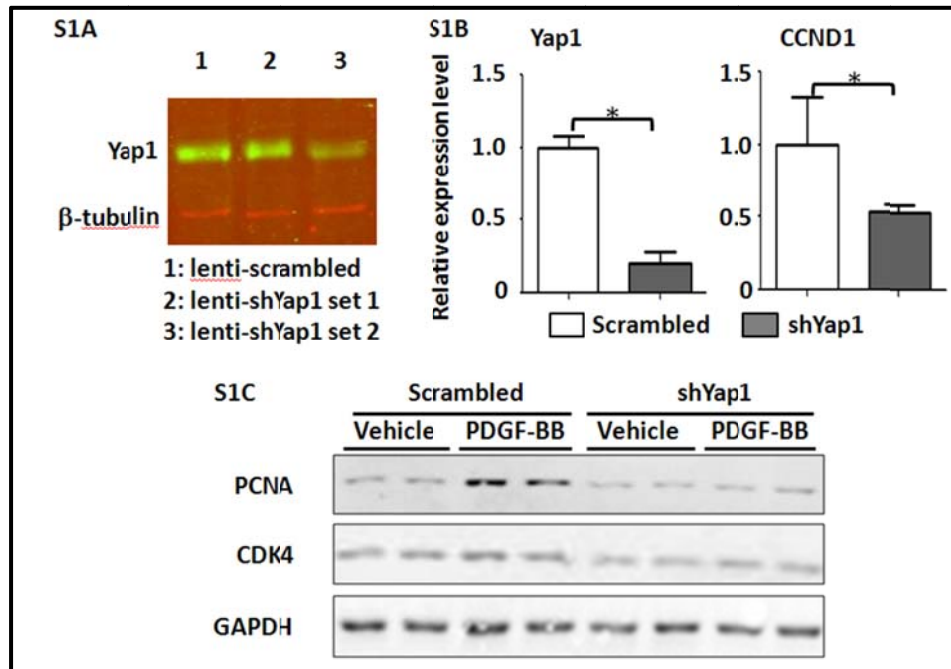 S1A
1 2 3
Yap1
β-tubulin
1: lenti-scrambled
2: lenti-shYap1 set 1
3: lenti-shYap1 set 2
S1B
Yap1
CCND1
Relative expression level
1.5
1.0
0.5
0
*
1.5
1.0
0.5
0
*
Scrambled shYap1
S1C
Scrambled shYap1
Vehicle PDGF-BB Vehicle PDGF-BB
PCNA
CDK4
GAPDH